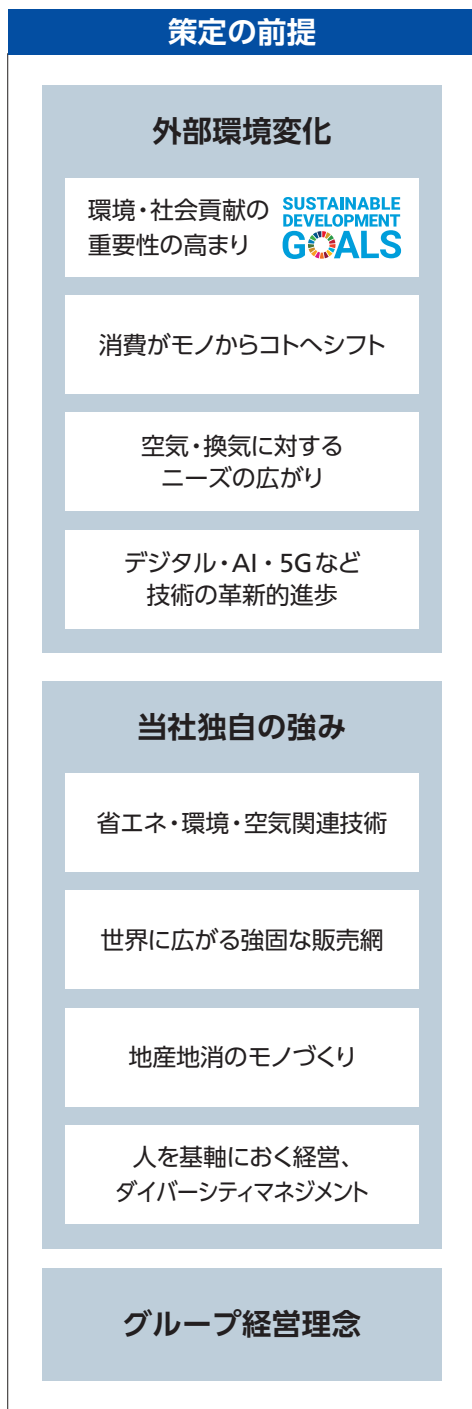 策定の前提
外部環境変化
環境・社会貢献の
重要性の高まり
SUSTAINABLE
DEVELOPMENT
GOALS
消費がモノからコトへシフト
空気・換気に対する
ニーズの広がり
デジタル・AI・5Gなど
技術の革新的進歩
当社独自の強み
省エネ・環境・空気関連技術
世界に広がる強固な販売網
地産地消のモノづくり
人を基軸におく経営、
ダイバーシティマネジメント
グループ経営理念